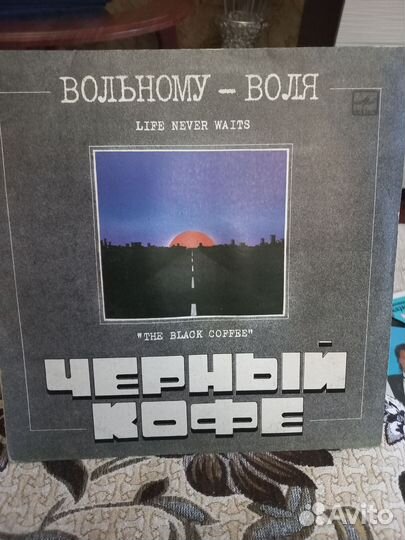 ВОЛЬНОМУ – ВОЛЯ
LIFE NEVER WAITS
"THE BLACK COFFEE"
ЧЕРНЫЙ
КОФЕ
Avito